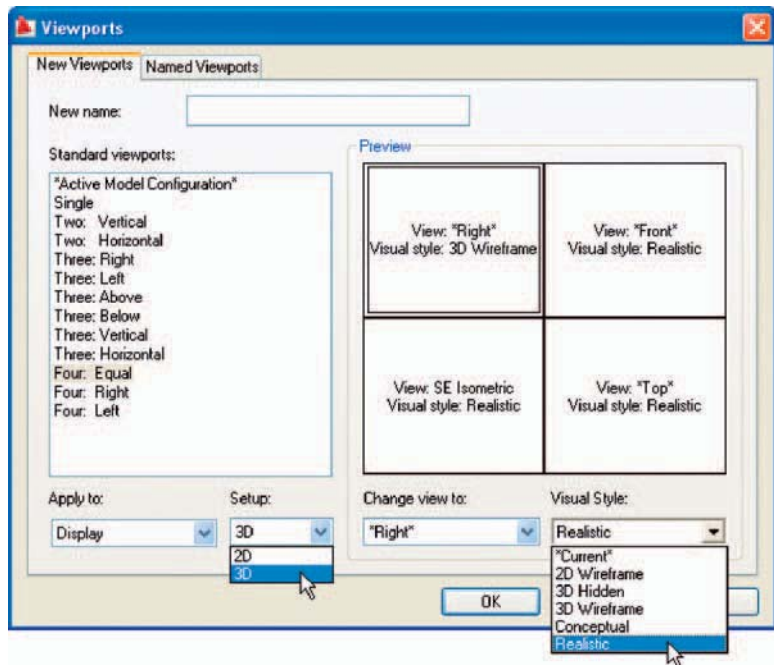 Viewports
New Viewports
Named Viewports
New name:
Standard viewports:
*Active Model Configuration*
Single
Two: Vertical
Two: Horizontal
Three: Right
Three: Left
Three: Above
Three: Below
Three: Vertical
Three: Horizontal
Four: Equal
Four: Right
Four: Left
Preview
View: *Right*
Visual style: 3D Wireframe
View: *Front*
Visual style: Realistic
View: SE Isometric
Visual style: Realistic
View: *Top*
Visual style: Realistic
Apply to:
Display
Setup:
3D
2D
3D
Change view to:
*Right*
Visual Style:
Realistic
*Current*
2D Wireframe
3D Hidden
3D Wireframe
Conceptual
Realistic
OK